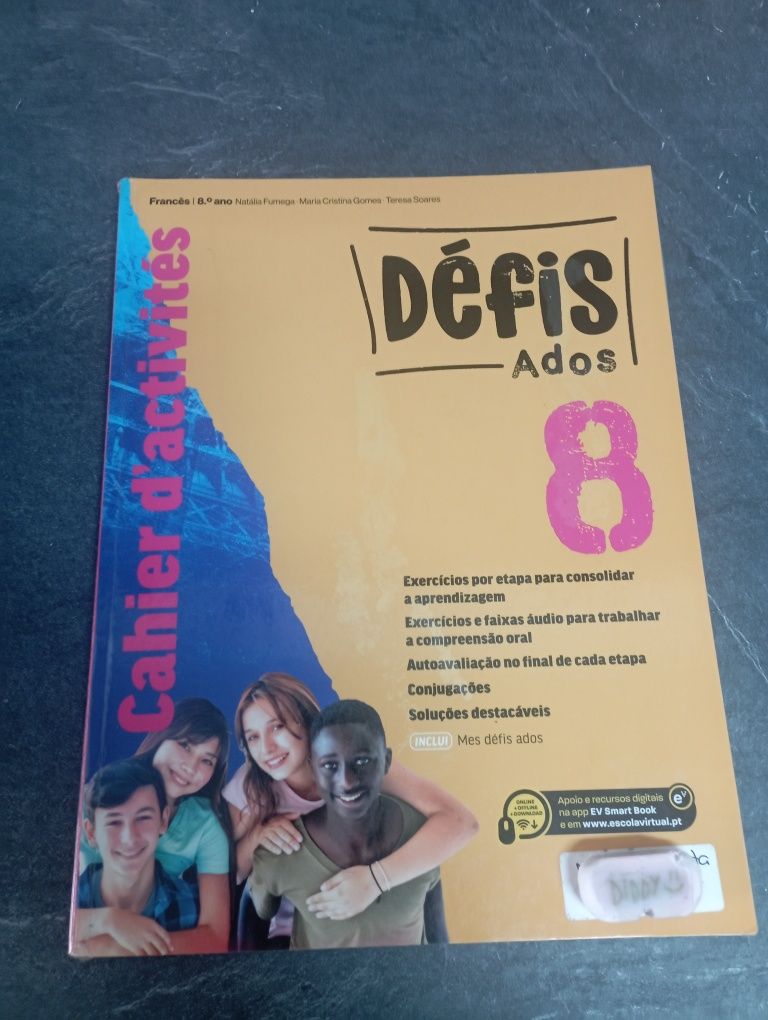 Francês | 8.º ano Natália Fumega · Maria Cristina Gomes · Teresa Soares
Cahier d'activités
Défis
Ados
8
Exercícios por etapa para consolidar
a aprendizagem
Exercícios e faixas áudio para trabalhar
a compreensão oral
Autoavaliação no final de cada etapa
Conjugações
Soluções destacáveis
INCLUI Mes défis ados
ONLINE
+OFFLINE
+DOWNLOAD
Apoio e recursos digitais
na app EV Smart Book
e em www.escolavirtual.pt
eV
DIDDY